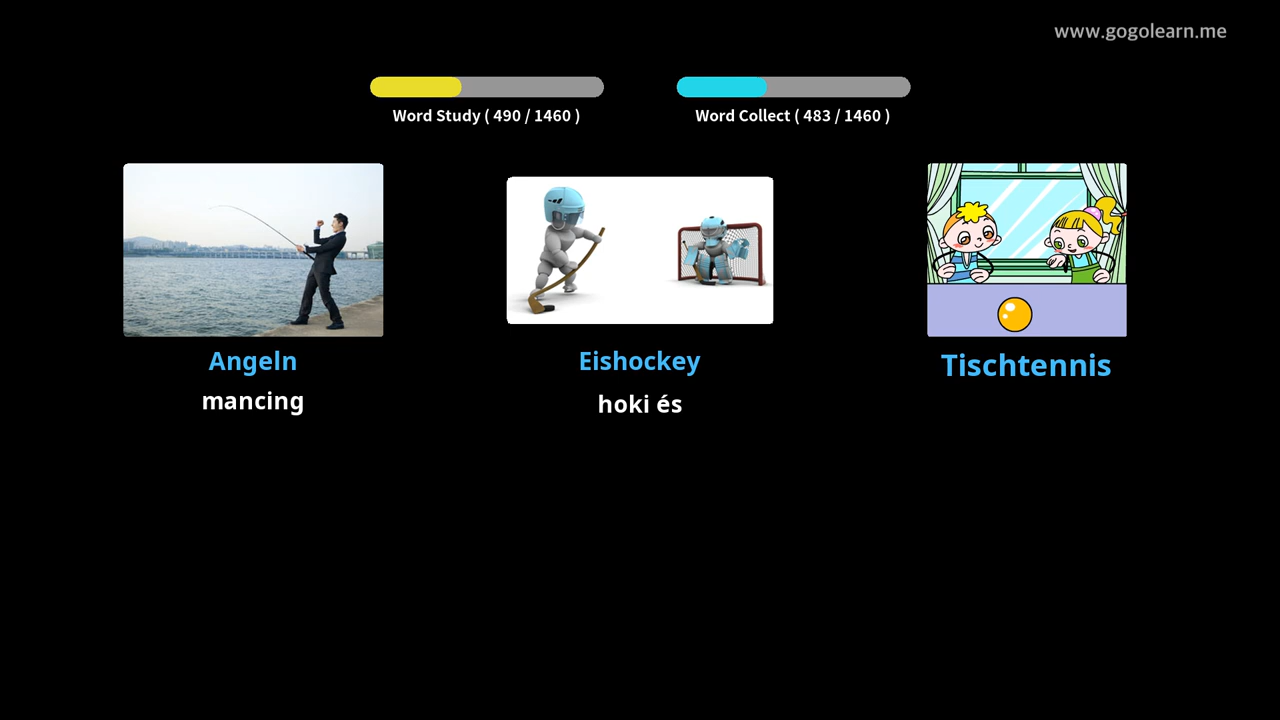 www.gogolearn.me
Word Study ( 490 / 1460 )
Word Collect ( 483 / 1460 )
Angeln
Eishockey
Tischtennis
mancing
hoki és